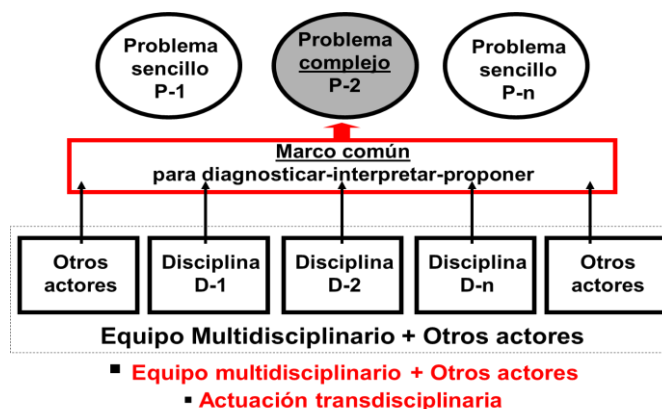 Problema
sencillo
P-1
Problema
complejo
P-2
Problema
sencillo
P-n
Marco común
para diagnosticar-interpretar-proponer
Otros
actores
Disciplina
D-1
Disciplina
D-2
Disciplina
D-n
Otros
actores
Equipo Multidisciplinario + Otros actores
▪ Equipo multidisciplinario + Otros actores
▪ Actuación transdisciplinaria